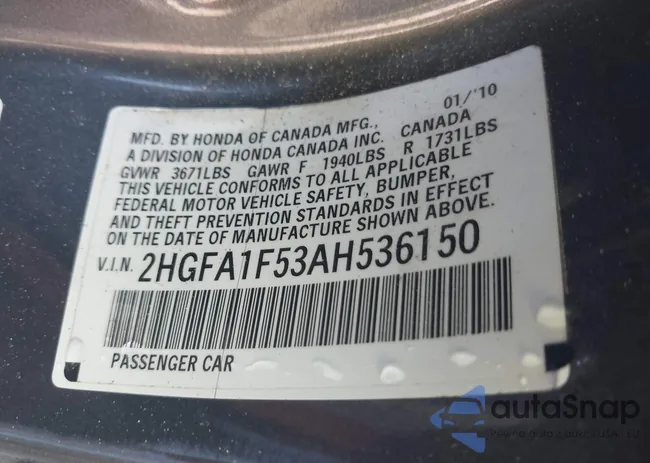 01/'10
MFD. BY HONDA OF CANADA MFG.,
A DIVISION OF HONDA CANADA INC. CANADA
GVWR 3671LBS GAWR F 1940LBS R 1731LBS
THIS VEHICLE CONFORMS TO ALL APPLICABLE
FEDERAL MOTOR VEHICLE SAFETY, BUMPER,
AND THEFT PREVENTION STANDARDS IN EFFECT
ON THE DATE OF MANUFACTURE SHOWN ABOVE.
V.I.N. 2HGFA1F53AH536150
PASSENGER CAR
autaSnap